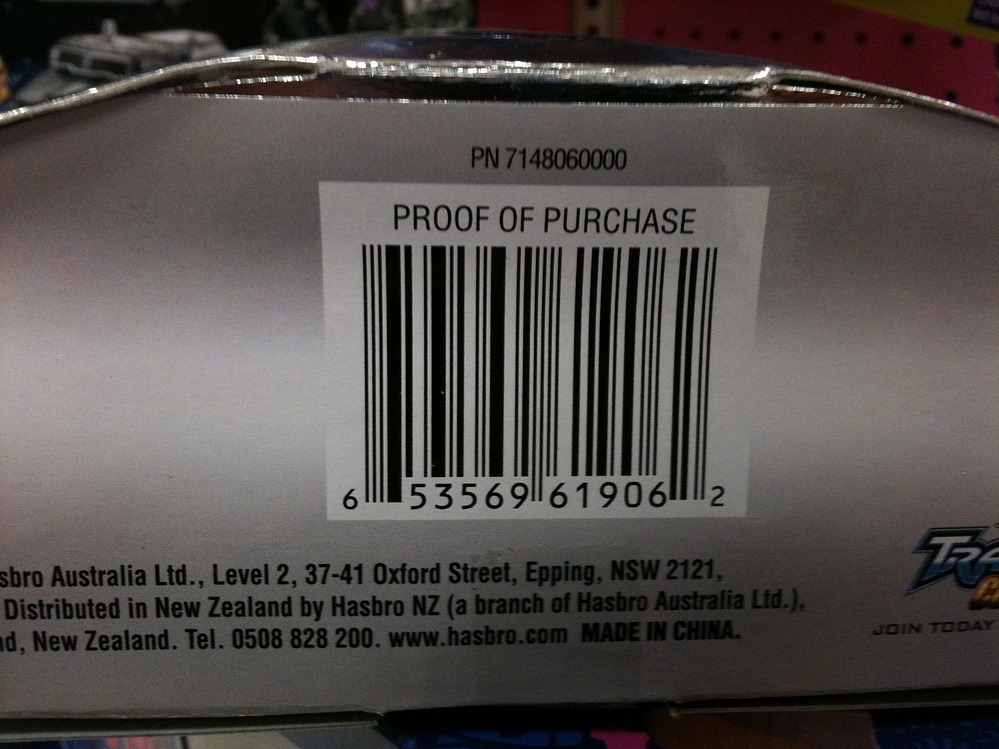 PN 7148060000
PROOF OF PURCHASE
6 53569 61906 2
sbro Australia Ltd., Level 2, 37-41 Oxford Street, Epping, NSW 2121,
Distributed in New Zealand by Hasbro NZ (a branch of Hasbro Australia Ltd.),
nd, New Zealand. Tel. 0508 828 200. www.hasbro.com MADE IN CHINA.
TRA
JOIN TODAY